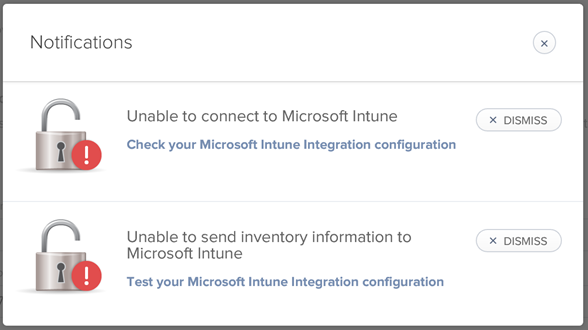 Notifications
Unable to connect to Microsoft Intune
DISMISS
Check your Microsoft Intune Integration configuration
Unable to send inventory information to
Microsoft Intune
DISMISS
Test your Microsoft Intune Integration configuration